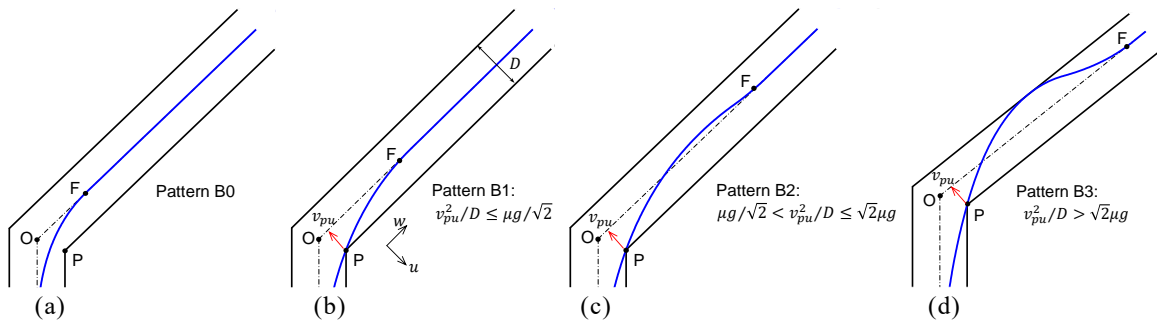 F
O
P
Pattern B0
(a)
D
F
O
v_{pu}
w
u
P
Pattern B1:
v_{pu}^2/D ≤ μg/√2
(b)
F
O
v_{pu}
P
Pattern B2:
μg/√2 < v_{pu}^2/D ≤ √2μg
(c)
F
O
v_{pu}
P
Pattern B3:
v_{pu}^2/D > √2μg
(d)